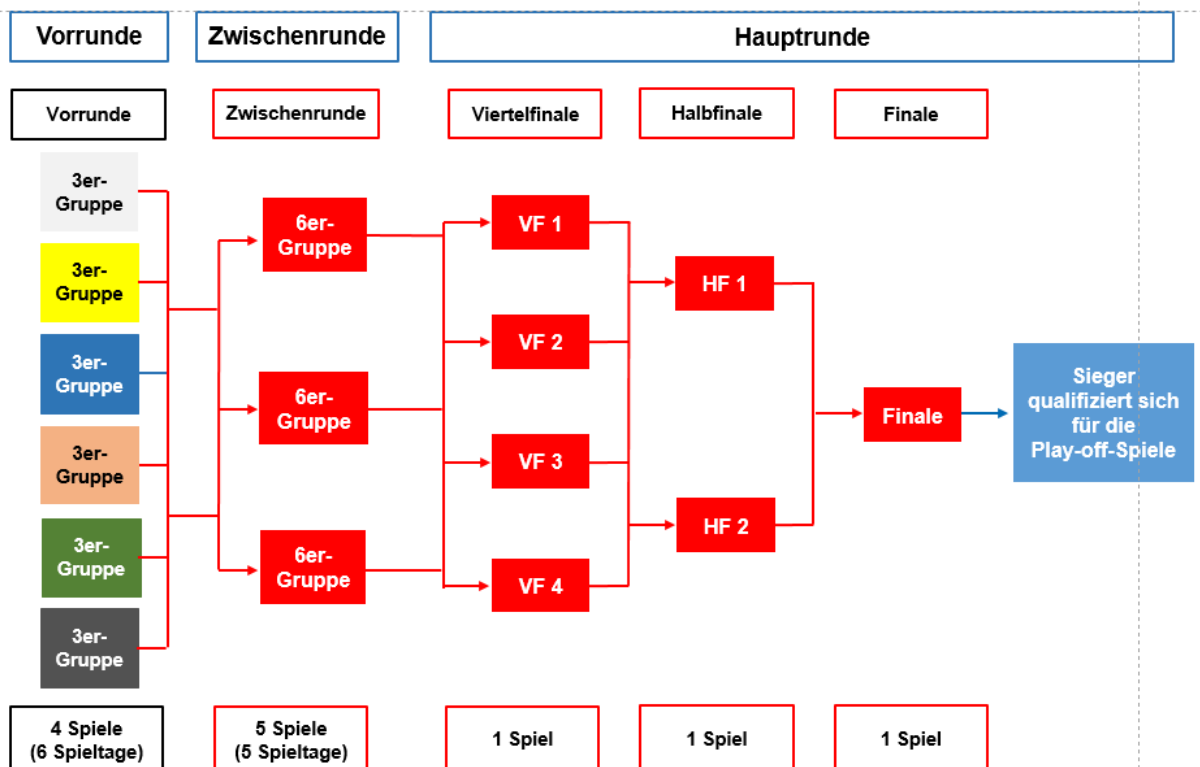 Vorrunde
Zwischenrunde
Hauptrunde
Vorrunde
Zwischenrunde
Viertelfinale
Halbfinale
Finale
3er-
Gruppe
3er-
Gruppe
3er-
Gruppe
3er-
Gruppe
3er-
Gruppe
3er-
Gruppe
6er-
Gruppe
6er-
Gruppe
6er-
Gruppe
VF 1
VF 2
VF 3
VF 4
HF 1
HF 2
Finale
Sieger
qualifiziert sich
für die
Play-off-Spiele
4 Spiele
(6 Spieltage)
5 Spiele
(5 Spieltage)
1 Spiel
1 Spiel
1 Spiel